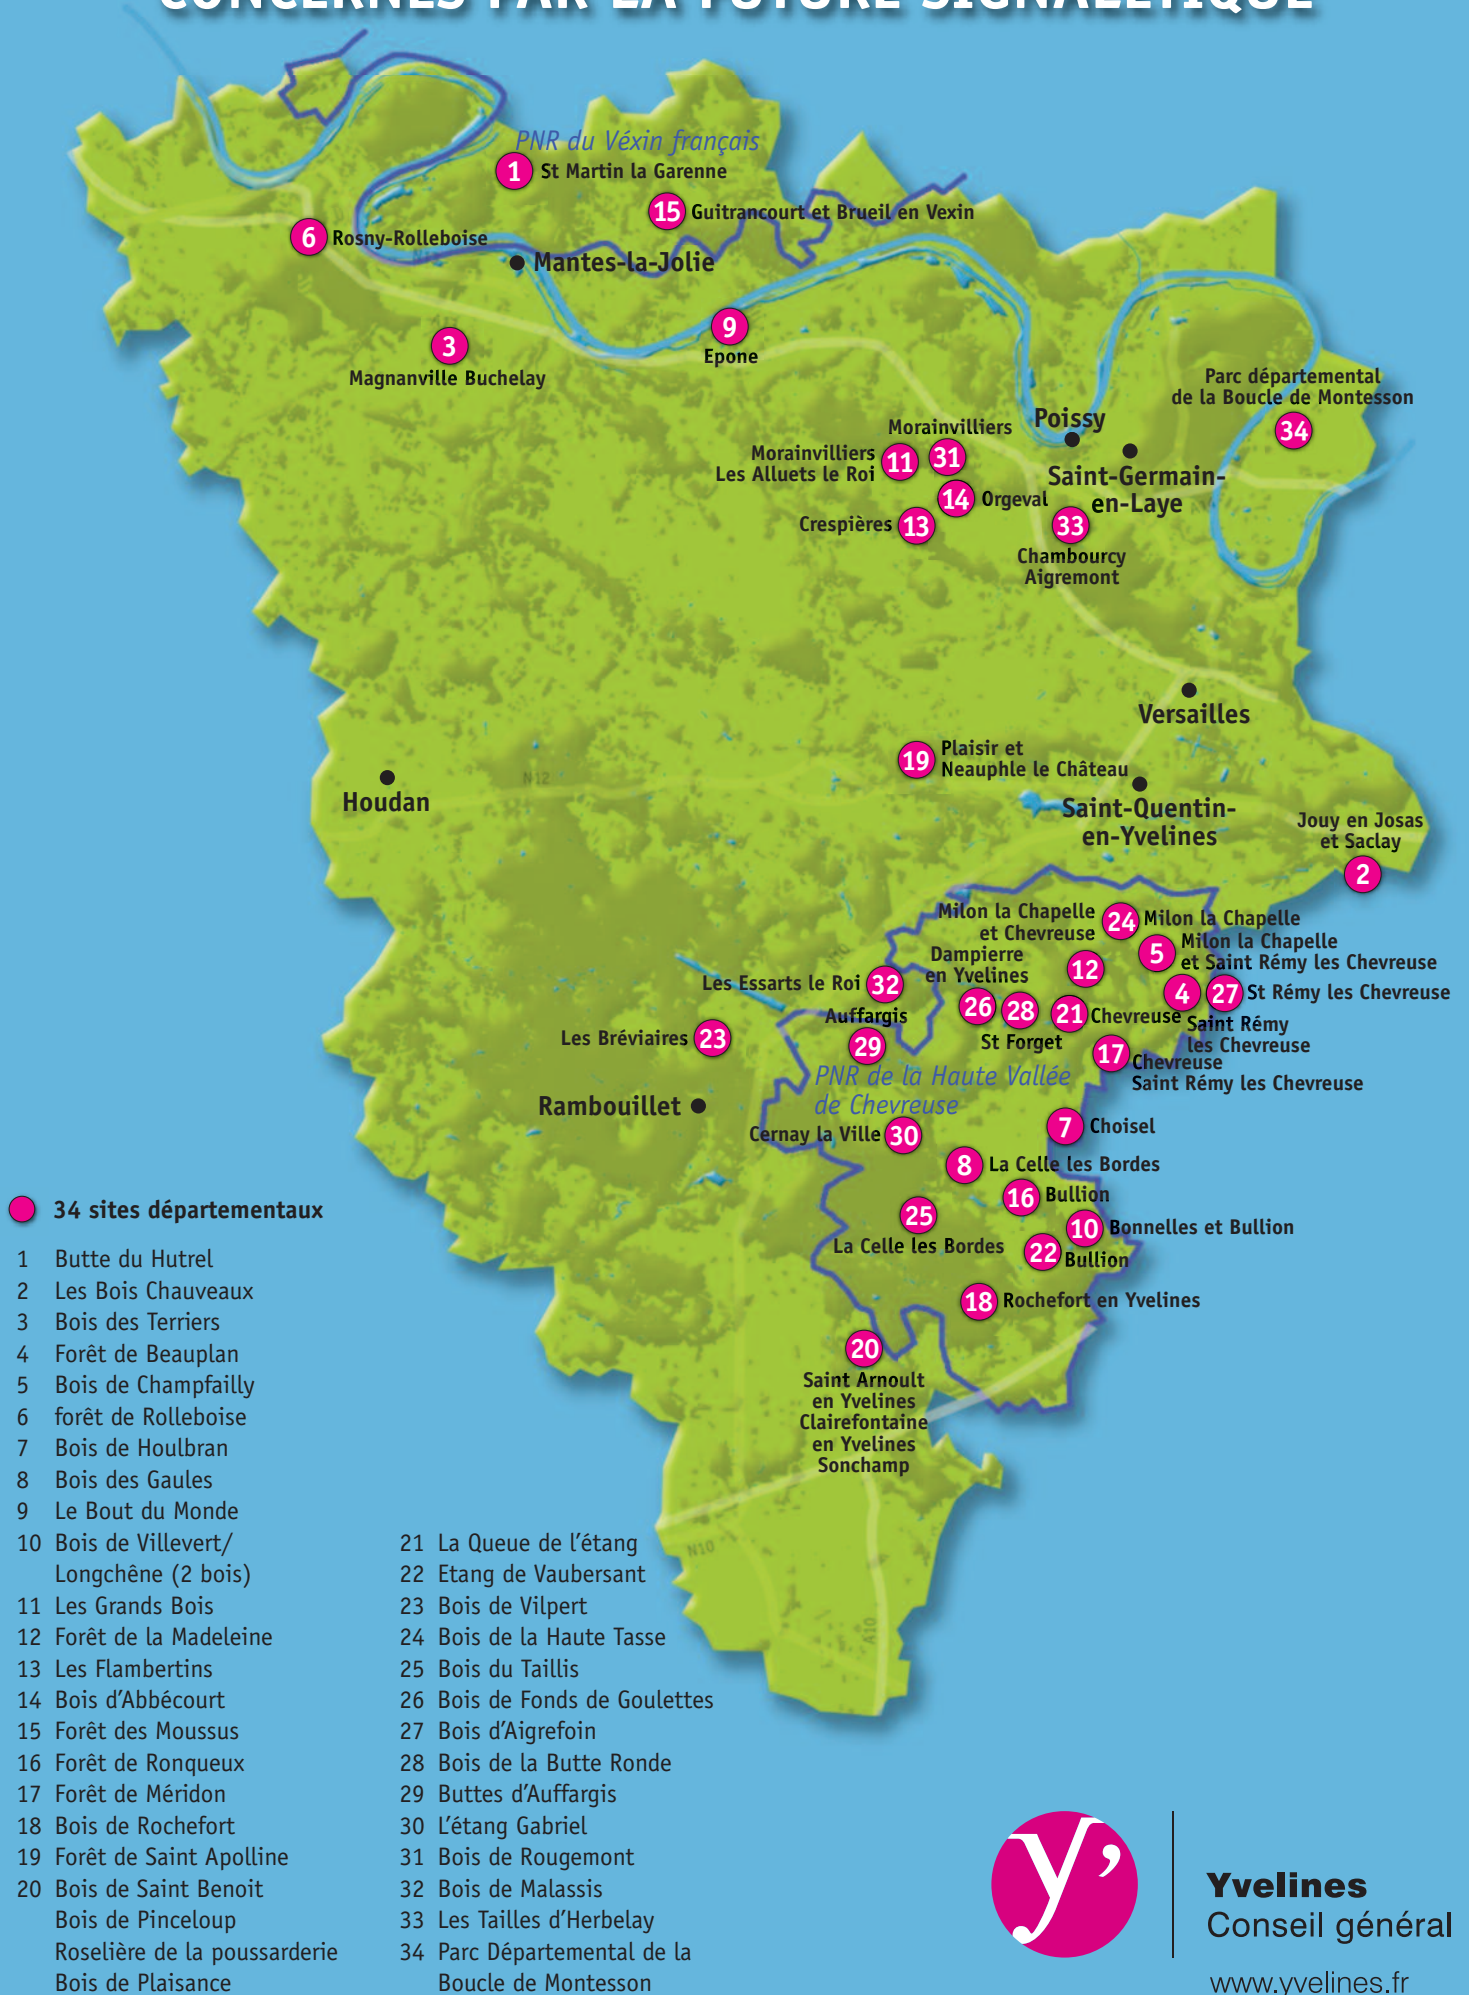 CONCERNÉS PAR LA FUTURE SIGNALÉTIQUE
PNR du Véxin français
1 St Martin la Garenne
15 Guitrancourt et Brueil en Vexin
6 Rosny-Rolleboise
N13
Mantes-la-Jolie
9
Epone
3
Magnanville Buchelay
Parc départemental
de la Boucle de Montesson
34
Poissy
Morainvilliers
31
Morainvilliers
Les Alluets le Roi
11
Saint-Germain-
en-Laye
14 Orgeval
Crespières 13
33
Chambourcy
Aigremont
Versailles
19 Plaisir et
Neauphle le Château
N12
Houdan
Saint-Quentin-
en-Yvelines
Jouy en Josas
et Saclay
2
N10
Milon la Chapelle
et Chevreuse
12
24 Milon la Chapelle
5 Milon la Chapelle
et Saint Rémy les Chevreuse
Dampierre
en Yvelines
26
28
St Forget
Les Essarts le Roi 32
4
Saint Rémy
les Chevreuse
27 St Rémy les Chevreuse
21 Chevreuse
Auffargis
29
Les Bréviaires 23
17 Chevreuse
Saint Rémy les Chevreuse
PNR de la Haute Vallée
de Chevreuse
Rambouillet
Cernay la Ville 30
7 Choisel
8 La Celle les Bordes
16 Bullion
25
La Celle les Bordes
10 Bonnelles et Bullion
22 Bullion
18 Rochefort en Yvelines
20
Saint Arnoult
en Yvelines
Clairefontaine
en Yvelines
Sonchamp
N10
A10
34 sites départementaux
1 Butte du Hutrel
2 Les Bois Chauveaux
3 Bois des Terriers
4 Forêt de Beauplan
5 Bois de Champfailly
6 forêt de Rolleboise
7 Bois de Houlbran
8 Bois des Gaules
9 Le Bout du Monde
10 Bois de Villevert/
Longchêne (2 bois)
11 Les Grands Bois
12 Forêt de la Madeleine
13 Les Flambertins
14 Bois d'Abbécourt
15 Forêt des Moussus
16 Forêt de Ronqueux
17 Forêt de Méridon
18 Bois de Rochefort
19 Forêt de Saint Apolline
20 Bois de Saint Benoit
Bois de Pinceloup
Roselière de la poussarderie
Bois de Plaisance
21 La Queue de l'étang
22 Etang de Vaubersant
23 Bois de Vilpert
24 Bois de la Haute Tasse
25 Bois du Taillis
26 Bois de Fonds de Goulettes
27 Bois d'Aigrefoin
28 Bois de la Butte Ronde
29 Buttes d'Auffargis
30 L'étang Gabriel
31 Bois de Rougemont
32 Bois de Malassis
33 Les Tailles d'Herbelay
34 Parc Départemental de la
Boucle de Montesson
y'
Yvelines
Conseil général
www.yvelines.fr